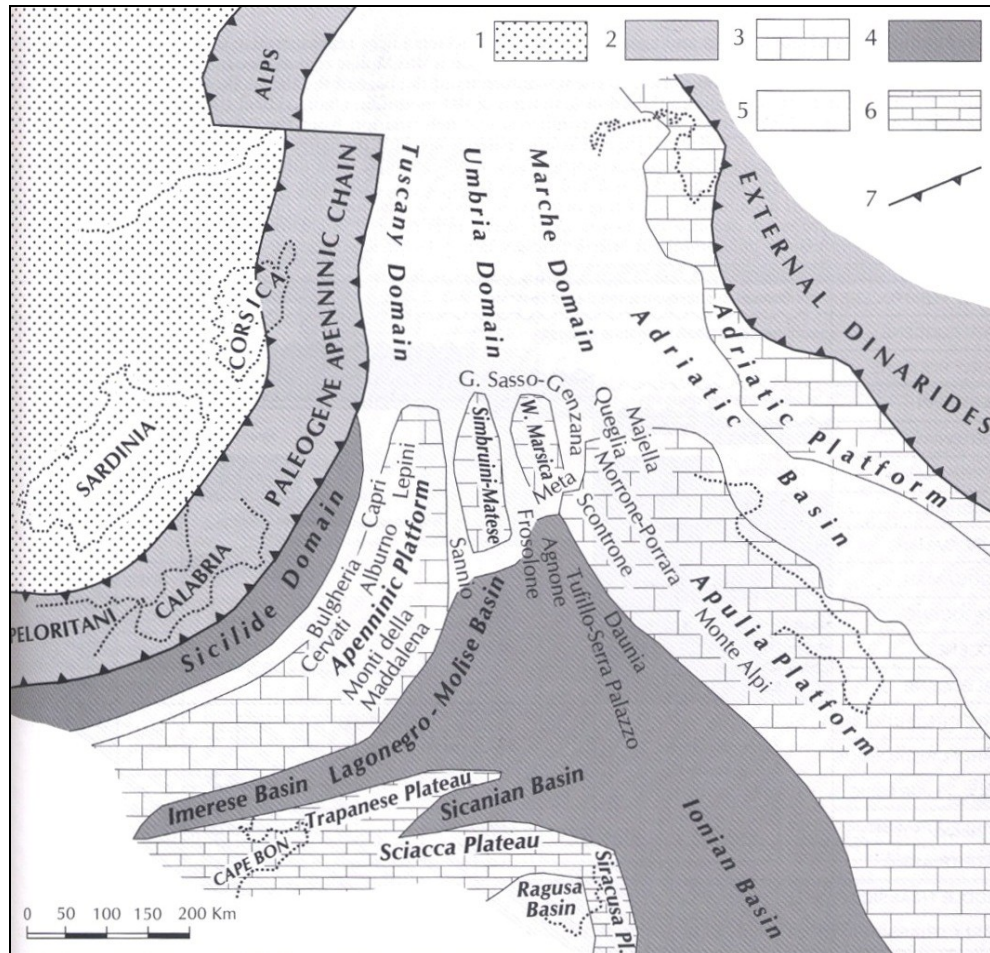 1
2
3
4
5
6
7
ALPS
PALEOGENE APENNINIC CHAIN
Tuscany Domain
Umbria Domain
Marche Domain
EXTERNAL DINARIDES
Adriatic Platform
Adriatic Basin
CORSICA
SARDINIA
CALABRIA
PELORITANI
Sicilide Domain
G. Sasso-Genzana
Simbruini-Matese
W. Marsica
Meta
Queglia
Majella
Morrone-Porrara
Scontrone
Lepini
Bulgheria — Capri
Cervati
Alburno
Apenninic Platform
Monti della
Maddalena
Sannio
Frosolone
Agnone
Tufillo-Serra Palazzo
Daunia
Monte Alpi
Apulia Platform
Imerese Basin
Lagonegro - Molise Basin
Trapanese Plateau
Sicanian Basin
CAPE BON
Sciacca Plateau
Ionian Basin
Ragusa
Basin
Siracusa Pl.
0 50 100 150 200 Km